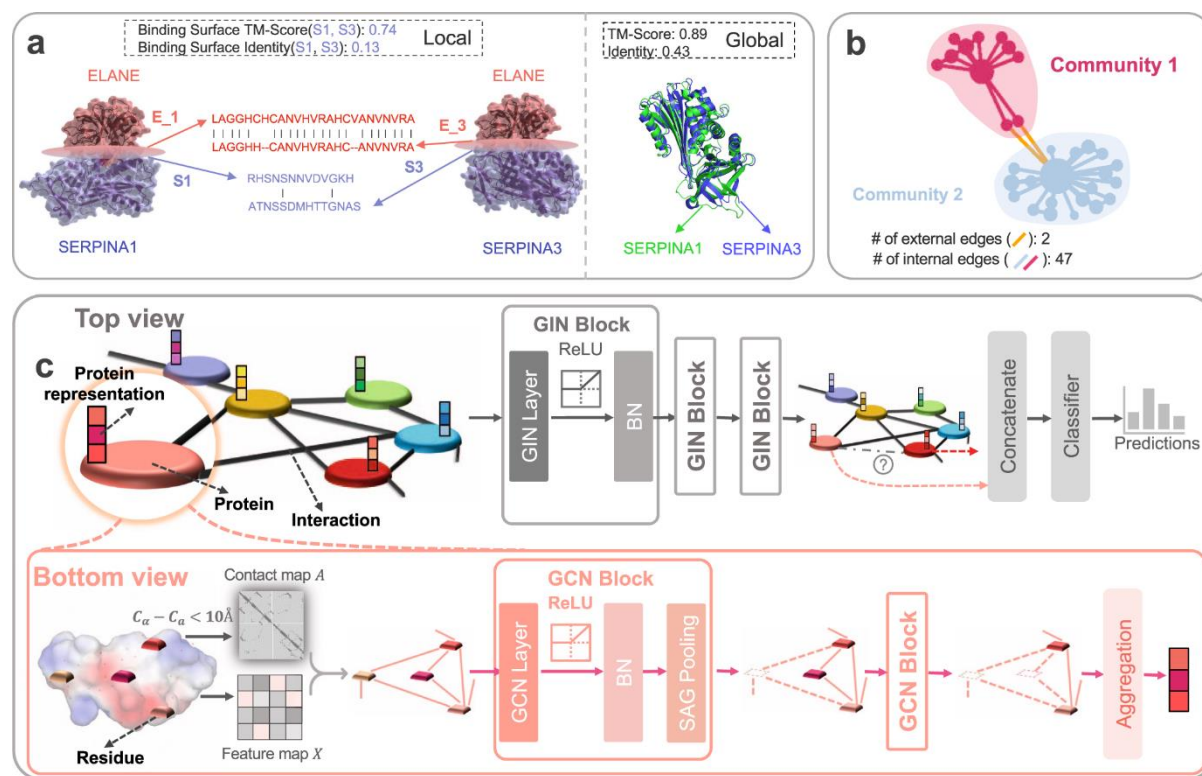 a
Binding Surface TM-Score(S1, S3): 0.74
Binding Surface Identity(S1, S3): 0.13
Local
ELANE
ELANE
E_1
LAGGHCHCANVHVRAHCVANVNVRA
LAGGHH--CANVHVRAHC--ANVNVRA
E_3
S1
RHSNSNNVDVGKH
ATNSSDMHTTGNAS
S3
SERPINA1
SERPINA3
TM-Score: 0.89
Identity: 0.43
Global
SERPINA1
SERPINA3
b
Community 1
Community 2
# of external edges ( ): 2
# of internal edges ( ): 47
c
Top view
Protein
representation
Protein
Interaction
GIN Block
ReLU
GIN Layer
BN
GIN Block
GIN Block
?
Concatenate
Classifier
Predictions
Bottom view
Contact map A
Cα − Ca < 10Å
Residue
Feature map X
GCN Block
ReLU
GCN Layer
BN
SAG Pooling
GCN Block
Aggregation